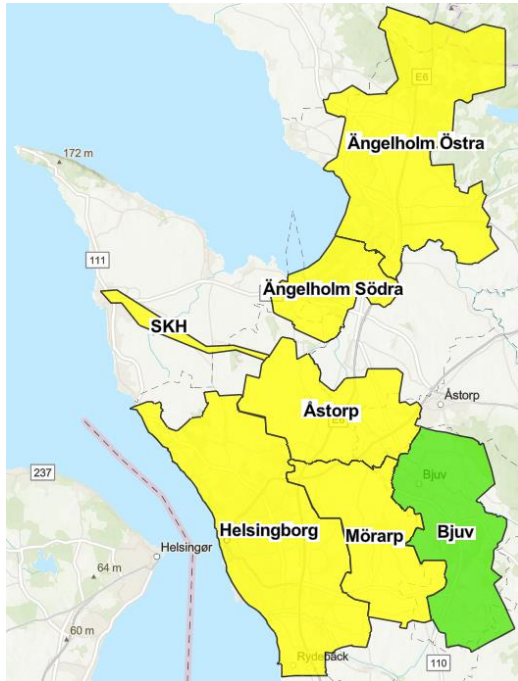 E6
172 m
Ängelholm Östra
111
Ängelholm Södra
SKH
Åstorp
Åstorp
E6
237
Bjuv
Helsingborg
Mörarp
Bjuv
Helsingør
64 m
60 m
Rydebäck
110